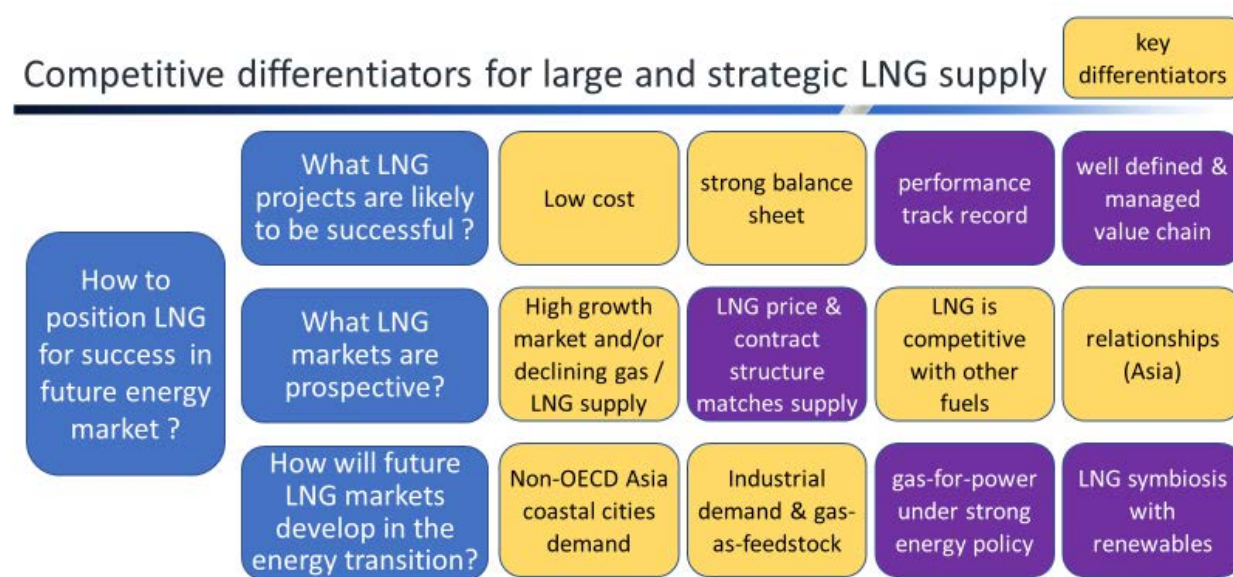 key
differentiators
Competitive differentiators for large and strategic LNG supply
How to
position LNG
for success in
future energy
market ?
What LNG
projects are likely
to be successful ?
Low cost
strong balance
sheet
performance
track record
well defined &
managed
value chain
What LNG
markets are
prospective?
High growth
market and/or
declining gas /
LNG supply
LNG price &
contract
structure
matches supply
LNG is
competitive
with other
fuels
relationships
(Asia)
How will future
LNG markets
develop in the
energy transition?
Non-OECD Asia
coastal cities
demand
Industrial
demand & gas-
as-feedstock
gas-for-power
under strong
energy policy
LNG symbiosis
with
renewables